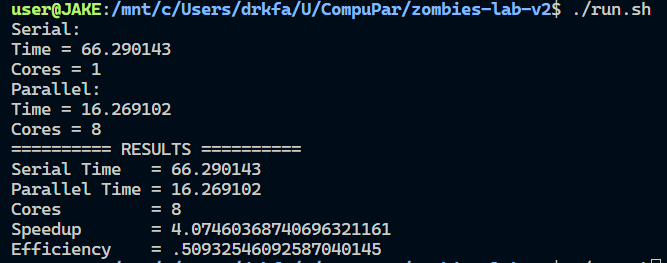 user@JAKE:/mnt/c/Users/drkfa/U/CompuPar/zombies-lab-v2$ ./run.sh
Serial:
Time = 66.290143
Cores = 1
Parallel:
Time = 16.269102
Cores = 8
========== RESULTS ==========
Serial Time   = 66.290143
Parallel Time = 16.269102
Cores         = 8
Speedup       = 4.07460368740696321161
Efficiency    = .50932546092587040145